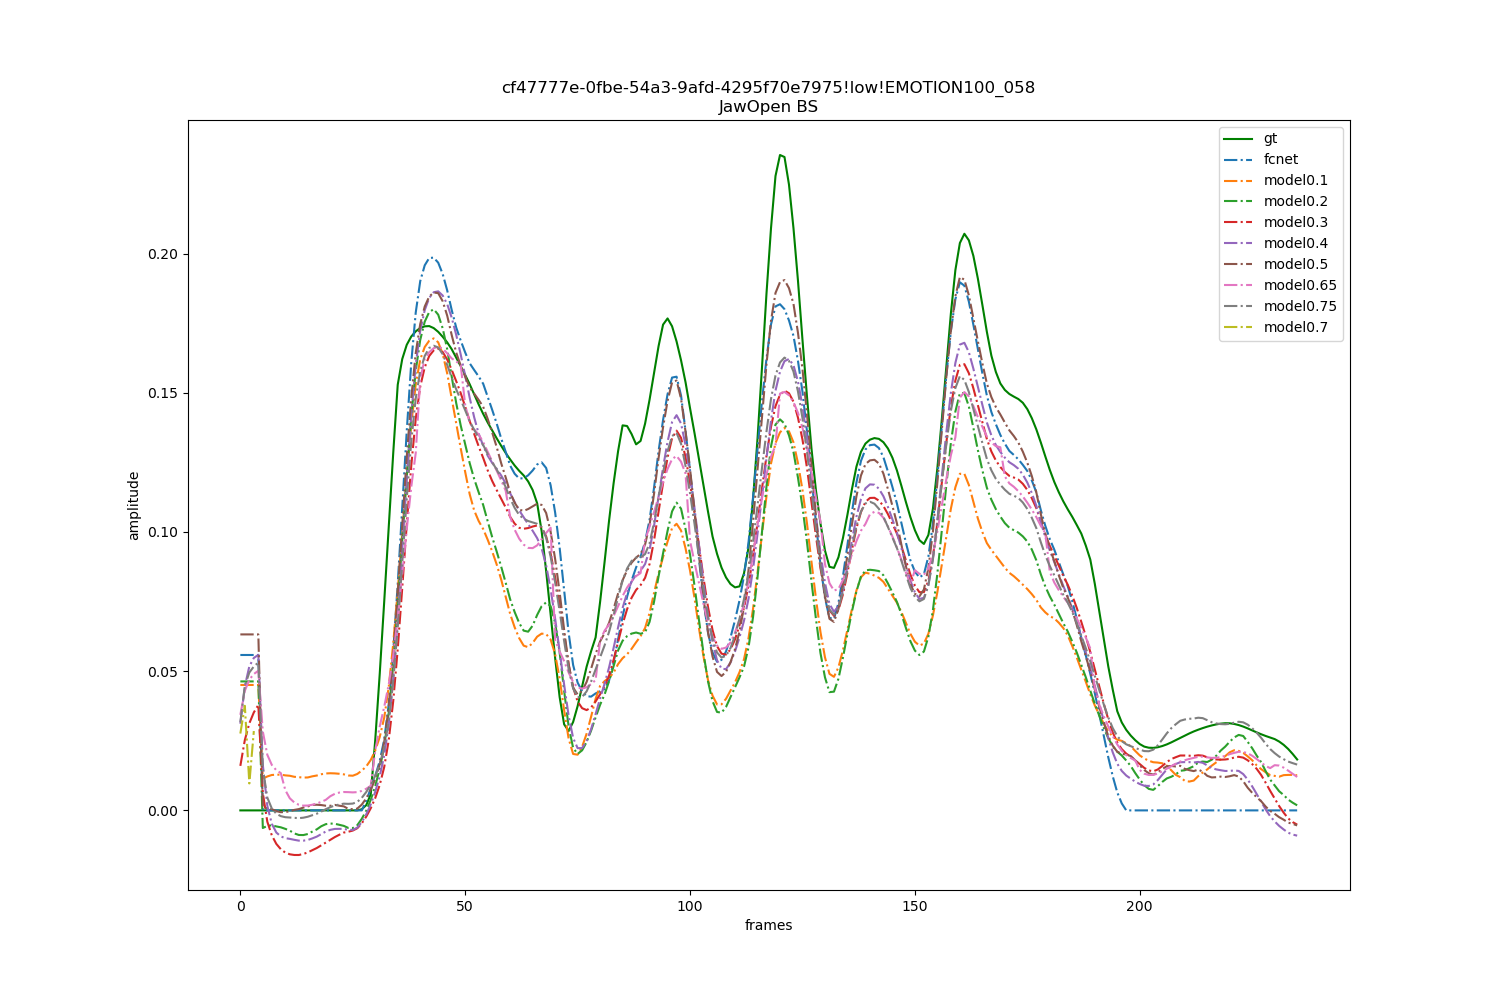 cf47777e-0fbe-54a3-9afd-4295f70e7975!low!EMOTION100_058
JawOpen BS
gt
fcnet
model0.1
model0.2
model0.3
model0.4
model0.5
model0.65
model0.75
model0.7
amplitude
0.20
0.15
0.10
0.05
0.00
0
50
100
150
200
frames